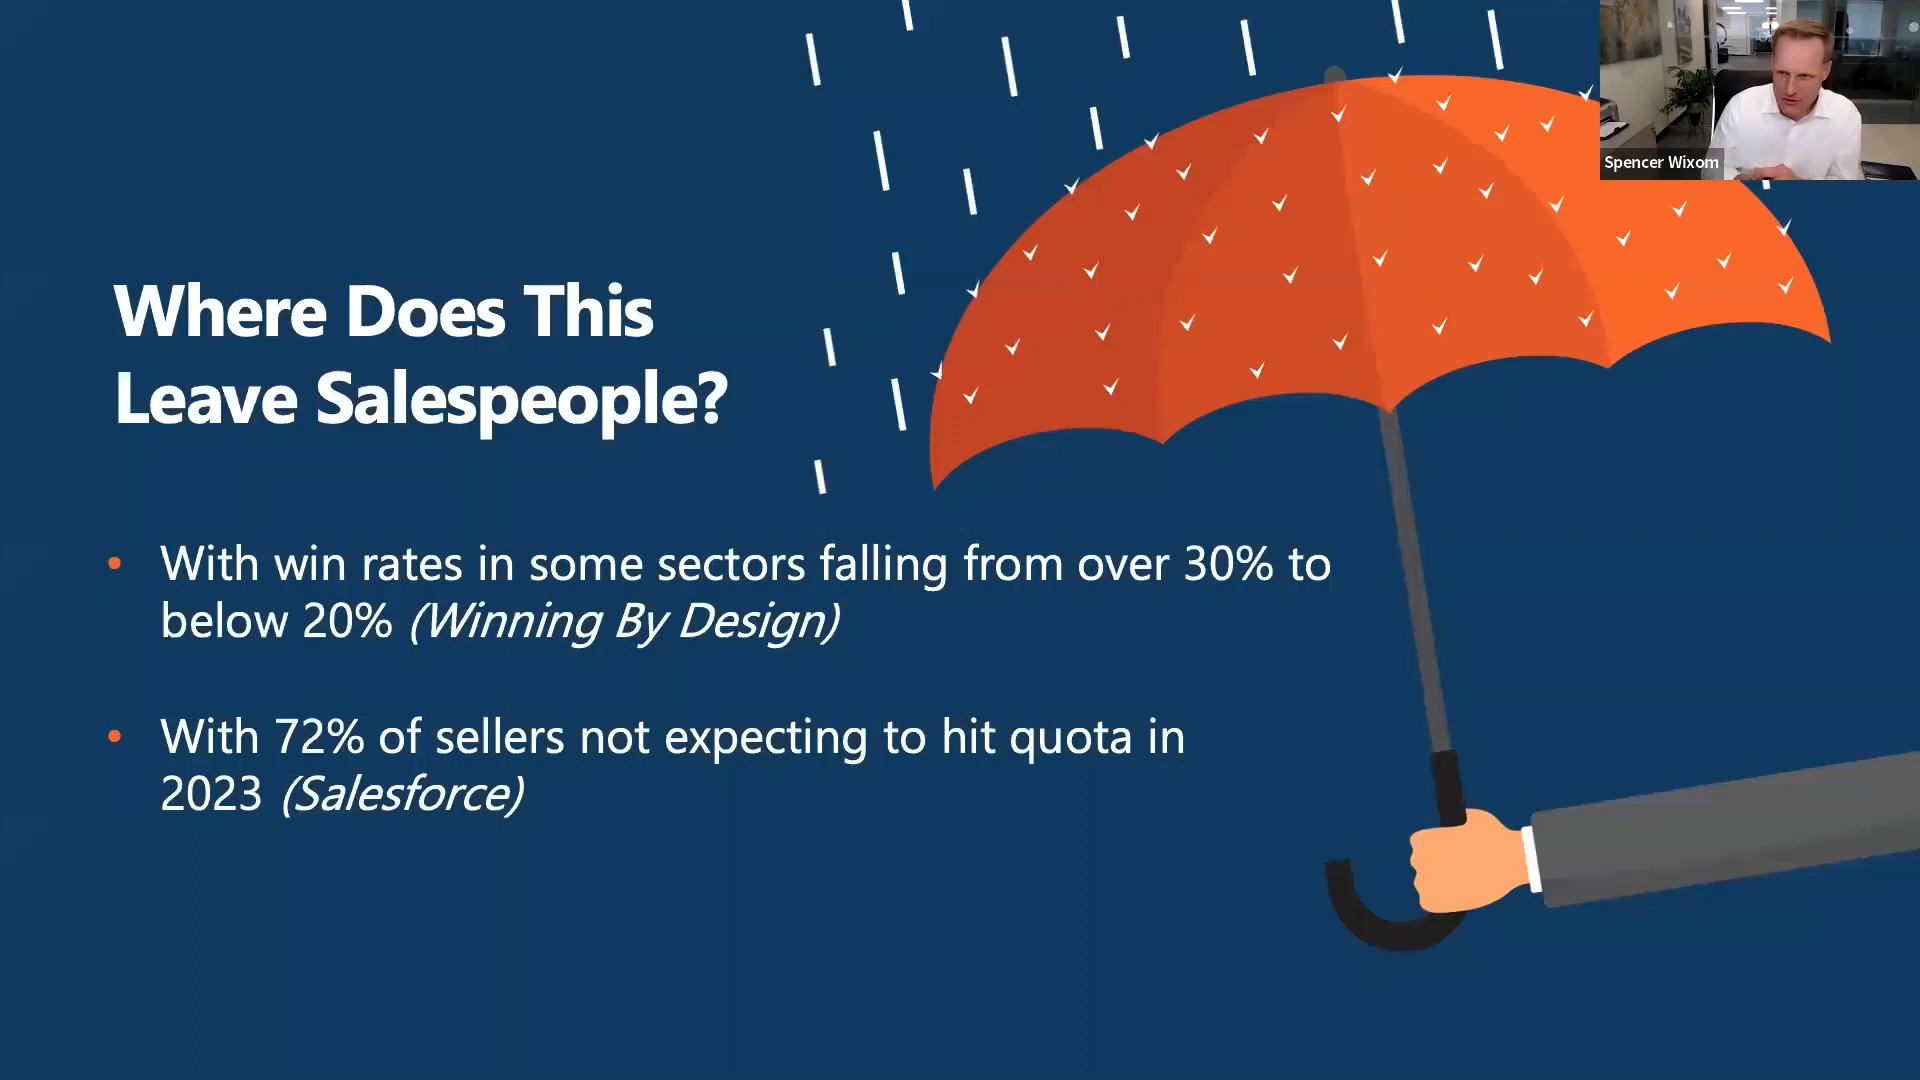 Spencer Wixom
Where Does This
Leave Salespeople?
• With win rates in some sectors falling from over 30% to
below 20% (Winning By Design)
• With 72% of sellers not expecting to hit quota in
2023 (Salesforce)